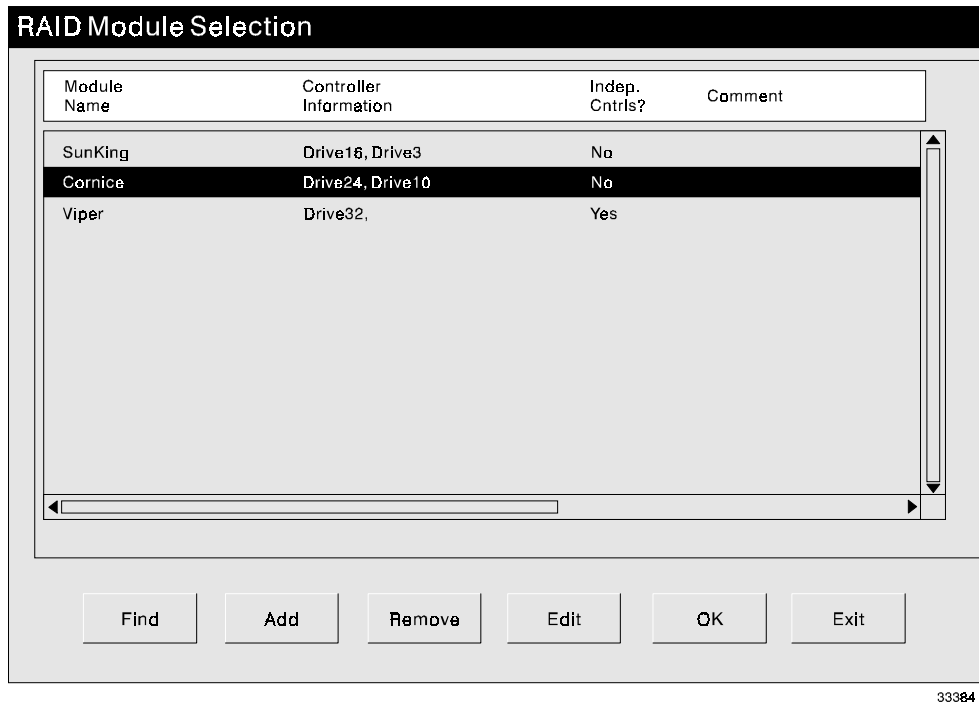 RAID Module Selection
Module Name
Controller Information
Indep. Cntrls?
Comment
SunKing Drive16, Drive3 No
Cornice Drive24, Drive10 No
Viper Drive32, Yes
Find Add Remove Edit OK Exit
33384